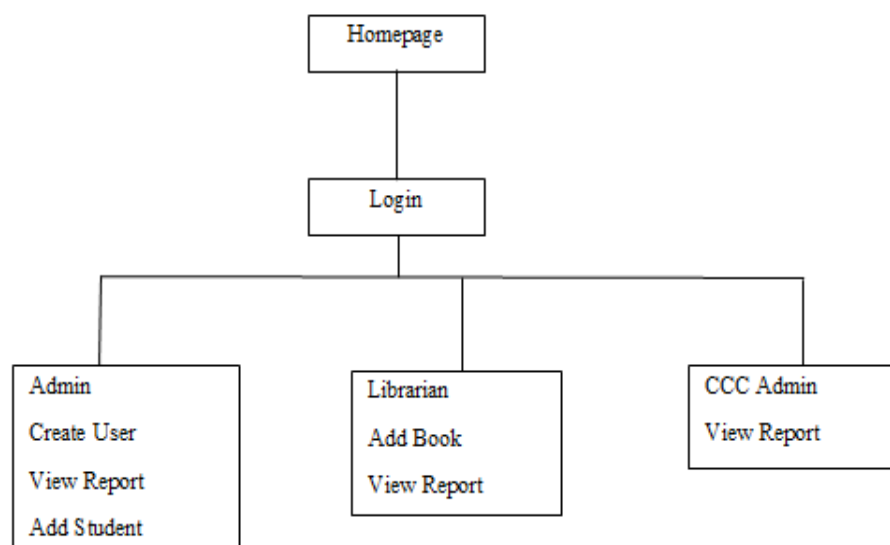 Homepage
Login
Admin
Create User
View Report
Add Student
Librarian
Add Book
View Report
CCC Admin
View Report